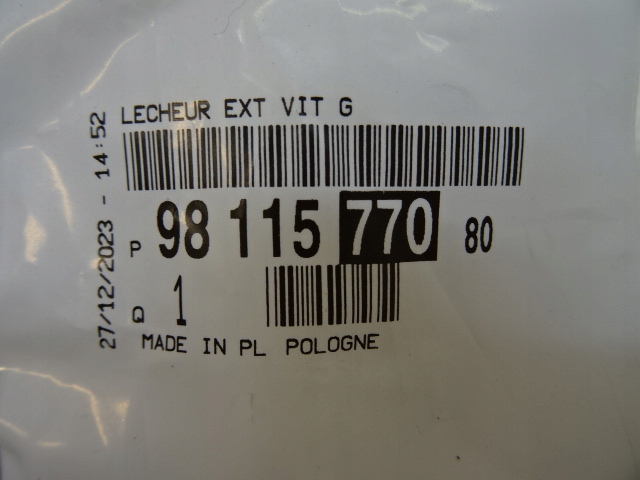 LECHEUR EXT VIT G
P 98 115 770 80
Q 1
MADE IN PL POLOGNE
27/12/2023 - 14:52